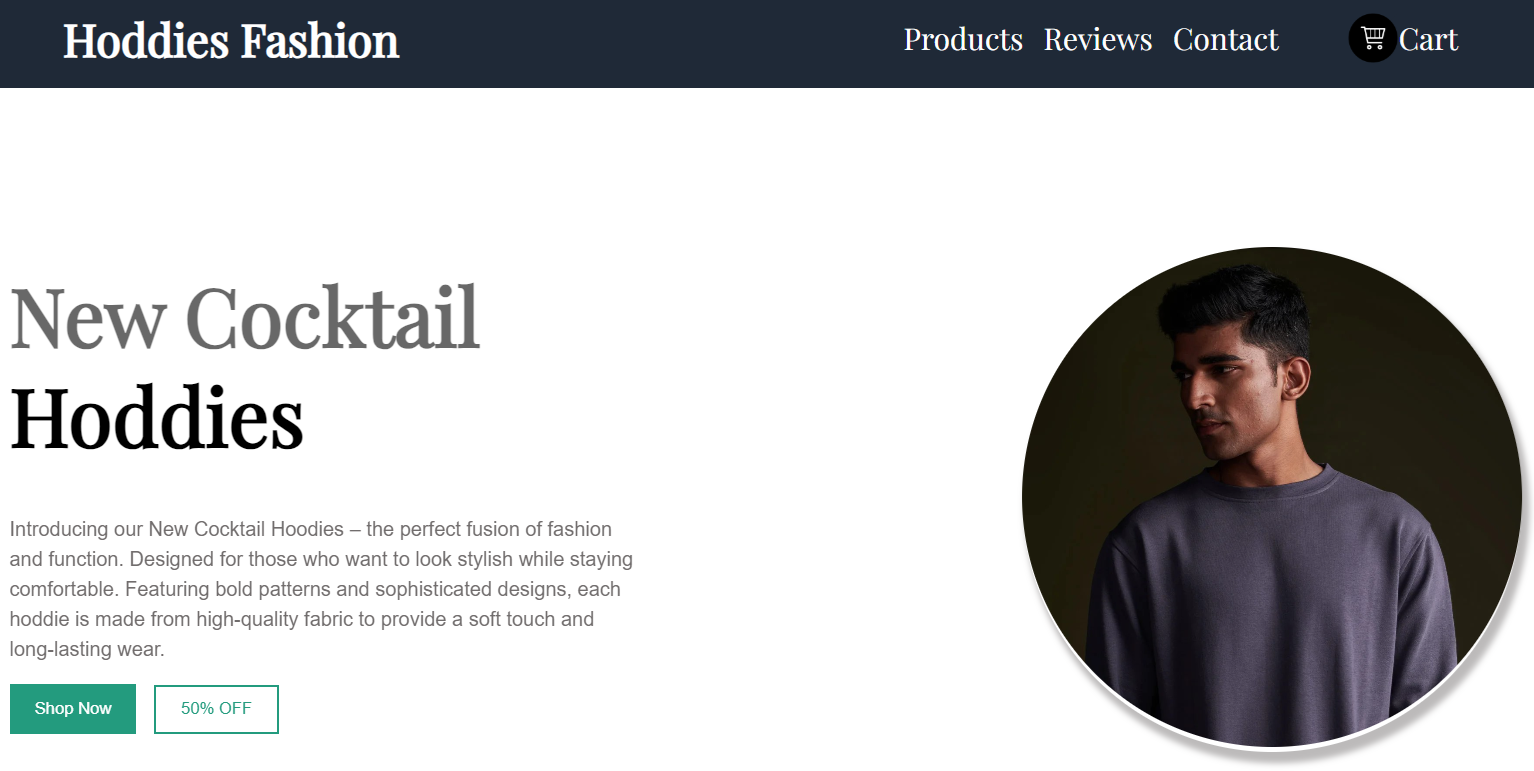 Hoddies Fashion
Products Reviews Contact Cart
New Cocktail
Hoddies
Introducing our New Cocktail Hoodies – the perfect fusion of fashion
and function. Designed for those who want to look stylish while staying
comfortable. Featuring bold patterns and sophisticated designs, each
hoddie is made from high-quality fabric to provide a soft touch and
long-lasting wear.
Shop Now 50% OFF